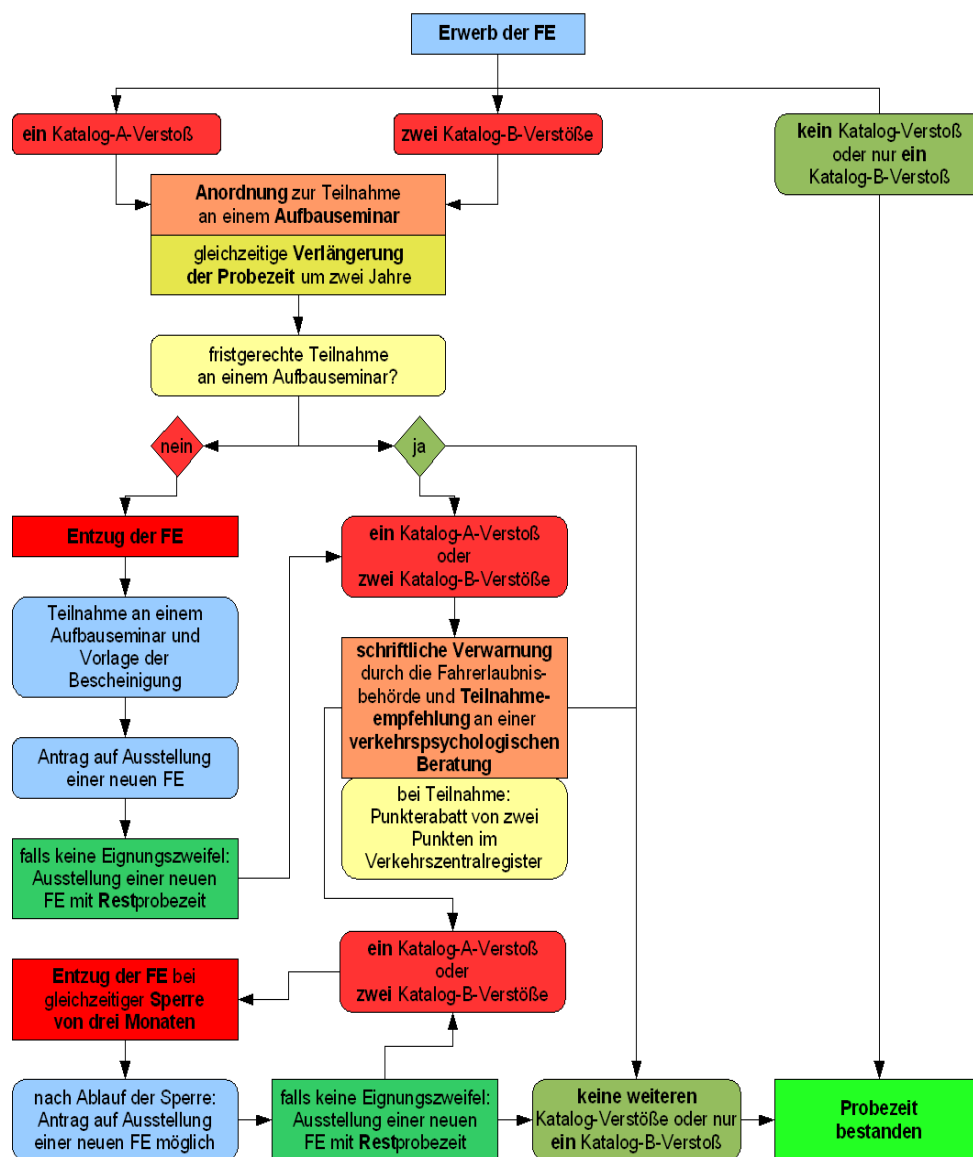 Erwerb der FE
ein Katalog-A-Verstoß
zwei Katalog-B-Verstöße
kein Katalog-Verstoß
oder nur ein
Katalog-B-Verstoß
Anordnung zur Teilnahme
an einem Aufbauseminar
gleichzeitige Verlängerung
der Probezeit um zwei Jahre
fristgerechte Teilnahme
an einem Aufbauseminar?
nein
ja
Entzug der FE
Teilnahme an einem
Aufbauseminar und
Vorlage der
Bescheinigung
Antrag auf Ausstellung
einer neuen FE
falls keine Eignungszweifel:
Ausstellung einer neuen
FE mit Restprobezeit
ein Katalog-A-Verstoß
oder
zwei Katalog-B-Verstöße
schriftliche Verwarnung
durch die Fahrerlaubnis-
behörde und Teilnahme-
empfehlung an einer
verkehrspsychologischen
Beratung
bei Teilnahme:
Punkterabatt von zwei
Punkten im
Verkehrszentralregister
ein Katalog-A-Verstoß
oder
zwei Katalog-B-Verstöße
Entzug der FE bei
gleichzeitiger Sperre
von drei Monaten
nach Ablauf der Sperre:
Antrag auf Ausstellung
einer neuen FE möglich
falls keine Eignungszweifel:
Ausstellung einer neuen
FE mit Restprobezeit
keine weiteren
Katalog-Verstöße oder nur
ein Katalog-B-Verstoß
Probezeit
bestanden